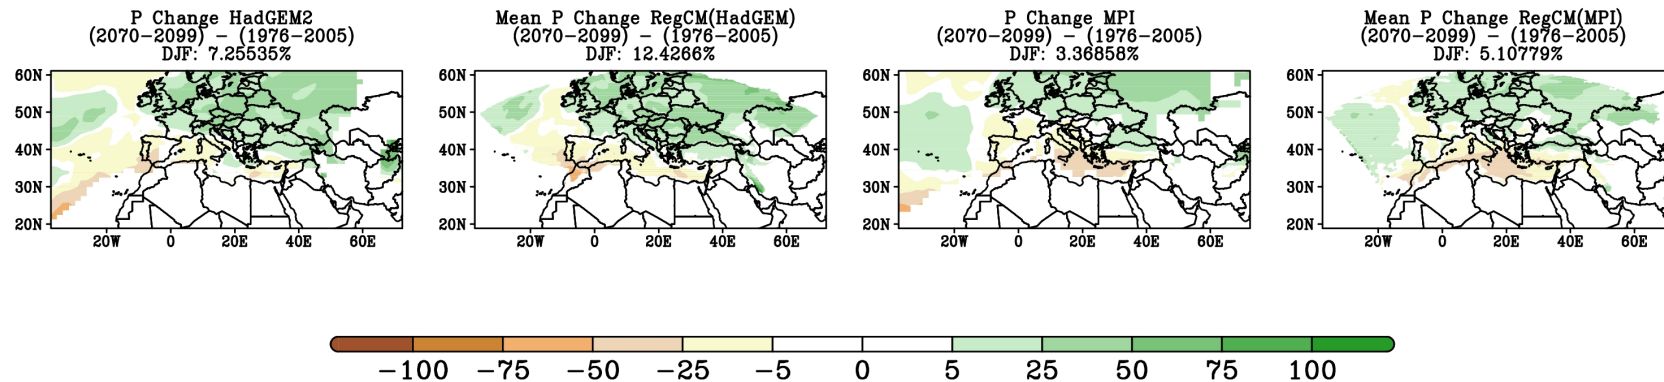 P Change HadGEM2
(2070-2099) - (1976-2005)
DJF: 7.25535%
60N
50N
40N
30N
20N
20W 0 20E 40E 60E
Mean P Change RegCM(HadGEM)
(2070-2099) - (1976-2005)
DJF: 12.4266%
60N
50N
40N
30N
20N
20W 0 20E 40E 60E
P Change MPI
(2070-2099) - (1976-2005)
DJF: 3.36858%
60N
50N
40N
30N
20N
20W 0 20E 40E 60E
Mean P Change RegCM(MPI)
(2070-2099) - (1976-2005)
DJF: 5.10779%
60N
50N
40N
30N
20N
20W 0 20E 40E 60E
-100 -75 -50 -25 -5 0 5 25 50 75 100